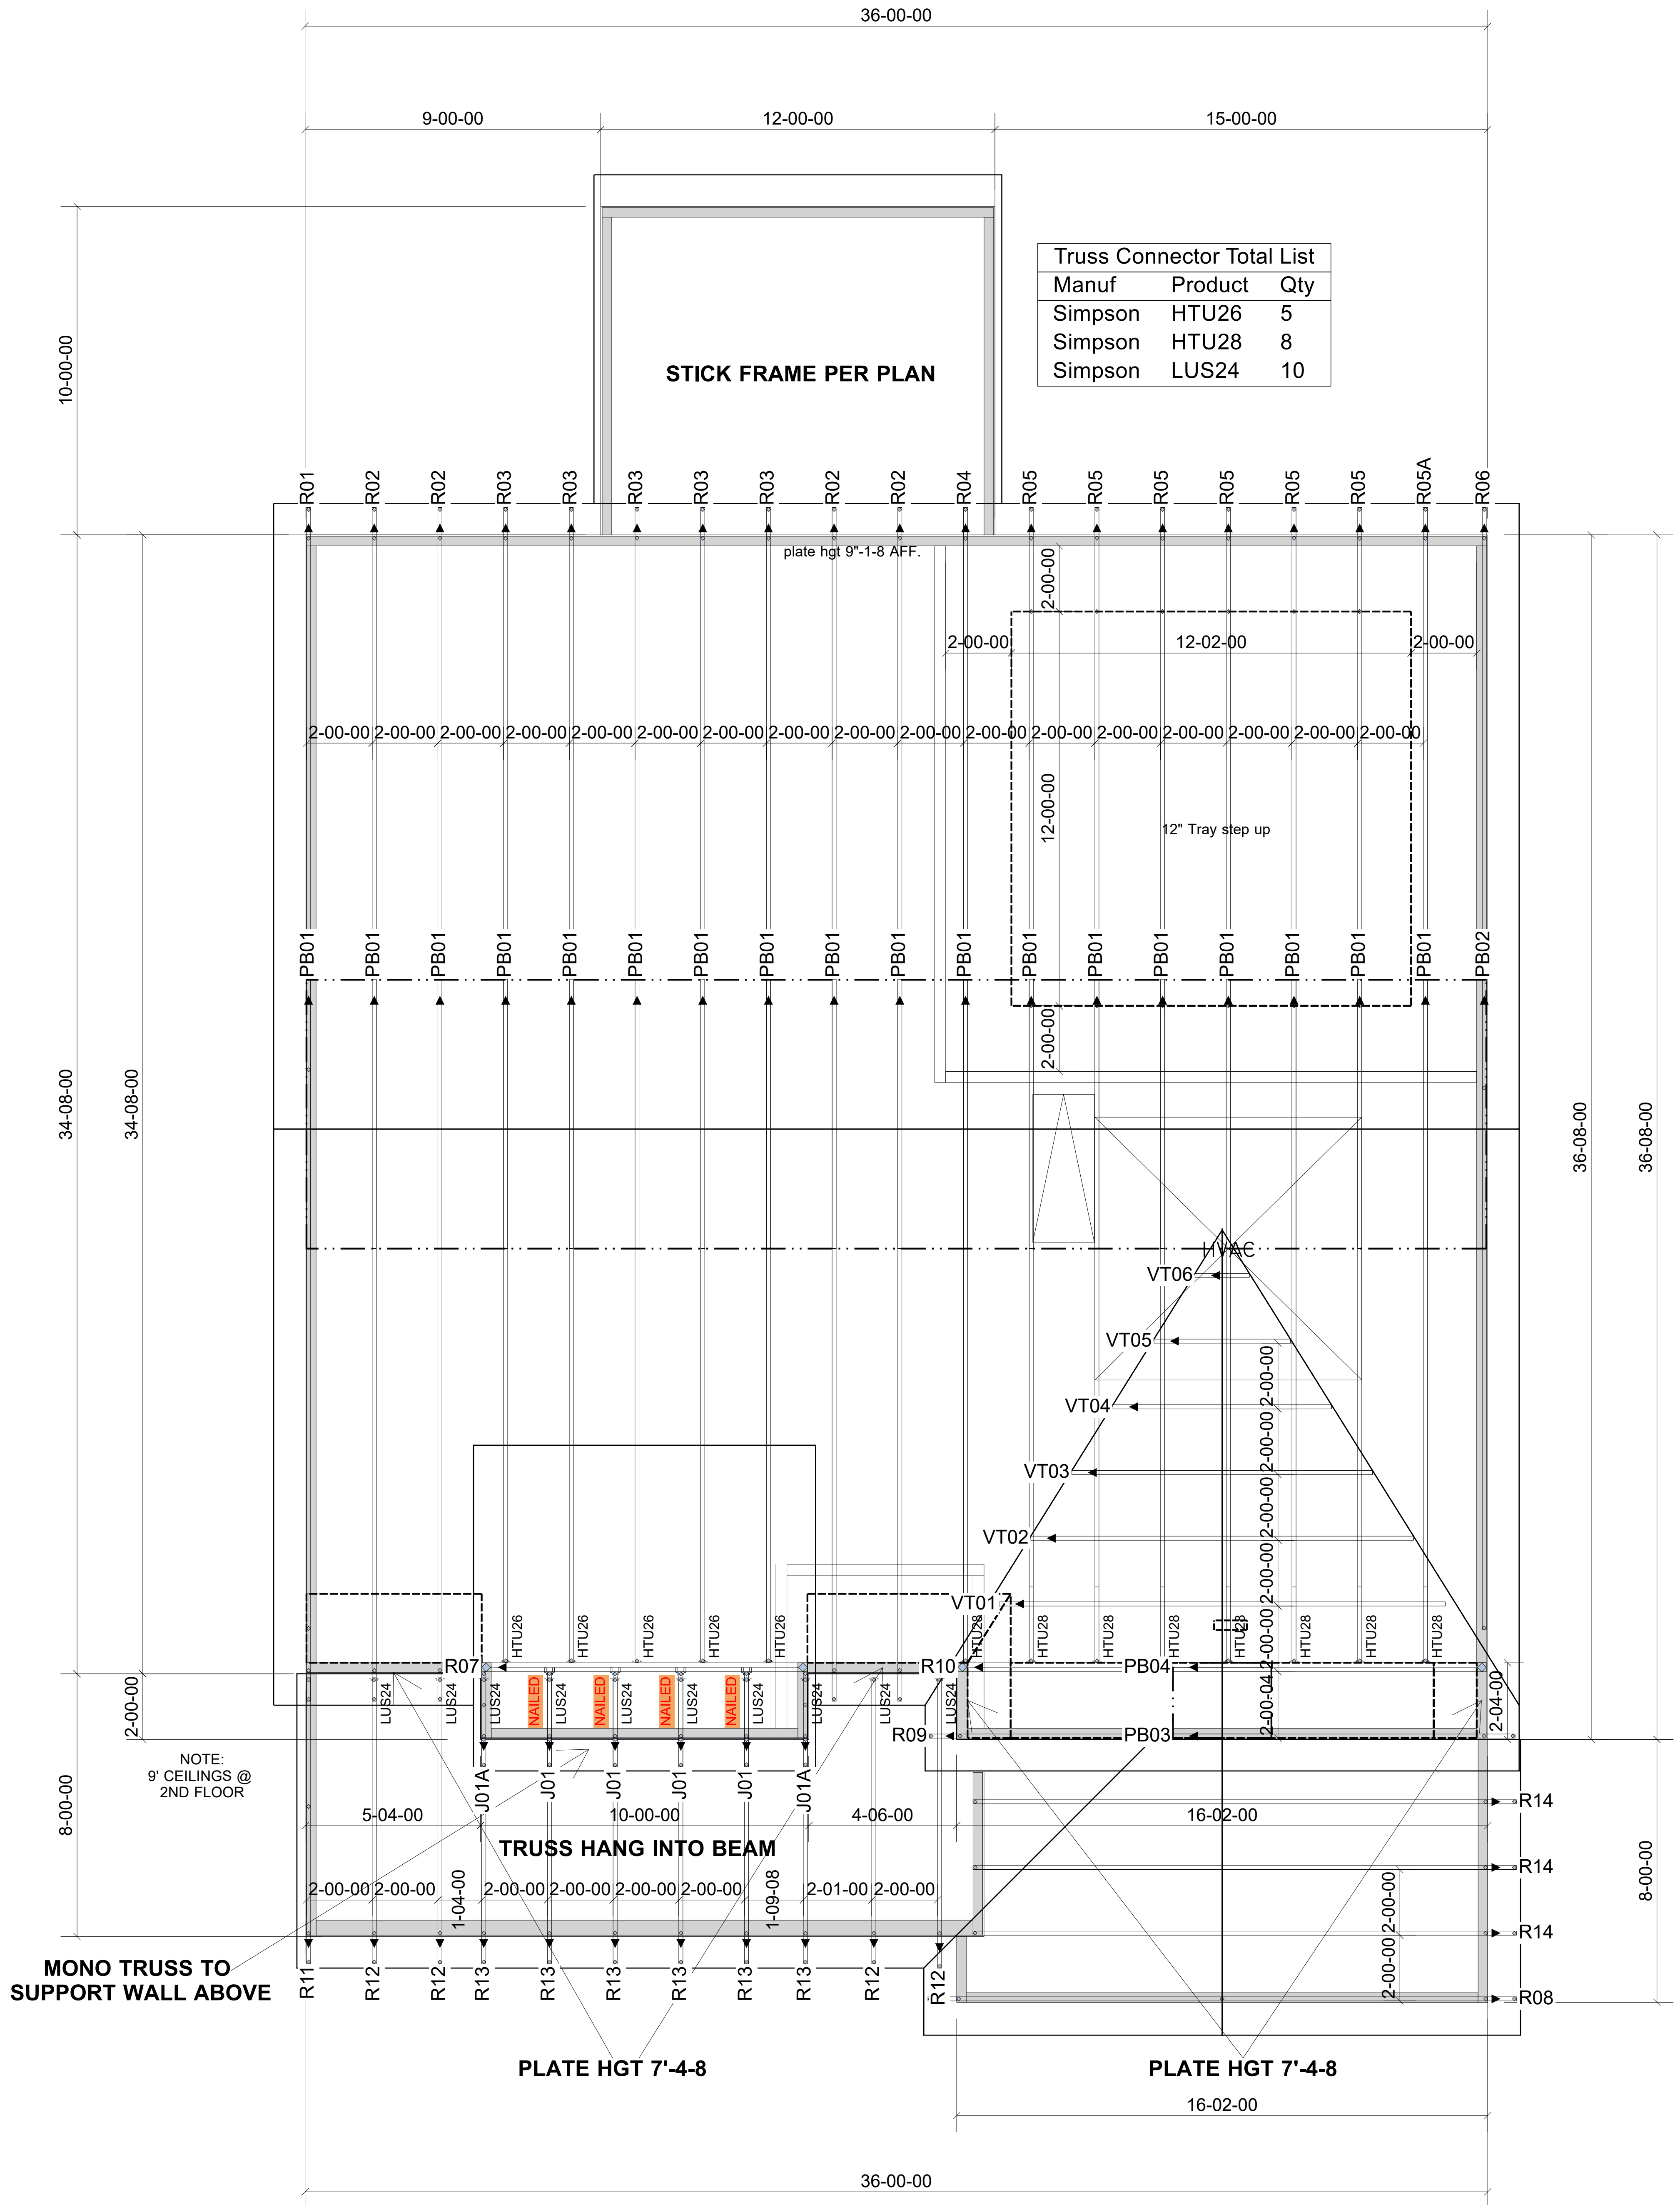 36-00-00
9-00-00
12-00-00
15-00-00
10-00-00
STICK FRAME PER PLAN
Truss Connector Total List
Manuf Product Qty
Simpson HTU26 5
Simpson HTU28 8
Simpson LUS24 10
R01 R02 R02 R03 R03 R03 R03 R03 R02 R02 R04 R05 R05 R05 R05 R05 R05 R05A R06
plate hgt 9"-1-8 AFF.
2-00-00
2-00-00 12-02-00 2-00-00
2-00-00 2-00-00 2-00-00 2-00-00 2-00-00 2-00-00 2-00-00 2-00-00 2-00-00 2-00-00 2-00-00 2-00-00 2-00-00 2-00-00 2-00-00 2-00-00 2-00-00
12-00-00
12" Tray step up
PB01 PB01 PB01 PB01 PB01 PB01 PB01 PB01 PB01 PB01 PB01 PB01 PB01 PB01 PB01 PB01 PB01 PB01 PB02
2-00-00
34-08-00
34-08-00
36-08-00
36-08-00
HVAC
VT06
VT05
2-00-00
VT04
2-00-00
VT03
2-00-00
VT02
2-00-00
VT01
2-00-00
HTU26 HTU26 HTU26 HTU26 HTU26 HTU28 HTU28 HTU28 HTU28 HTU28 HTU28 HTU28 HTU28
R07
R10
PB04
LUS24 LUS24 LUS24 NAILED LUS24 NAILED LUS24 NAILED LUS24 NAILED LUS24 LUS24 LUS24 LUS24
2-00-00
2-00-04
2-04-00
R09
PB03
NOTE:
9' CEILINGS @
2ND FLOOR
J01A J01 J01 J01 J01 J01A
R14
8-00-00
5-04-00 10-00-00 4-06-00 16-02-00
TRUSS HANG INTO BEAM
R14
8-00-00
2-00-00 2-00-00 1-04-00 2-00-00 2-00-00 2-00-00 2-00-00 1-09-08 2-01-00 2-00-00
2-00-00
R14
2-00-00
MONO TRUSS TO
SUPPORT WALL ABOVE
R11 R12 R12 R13 R13 R13 R13 R13 R13 R12 R12
R08
PLATE HGT 7'-4-8
PLATE HGT 7'-4-8
16-02-00
36-00-00